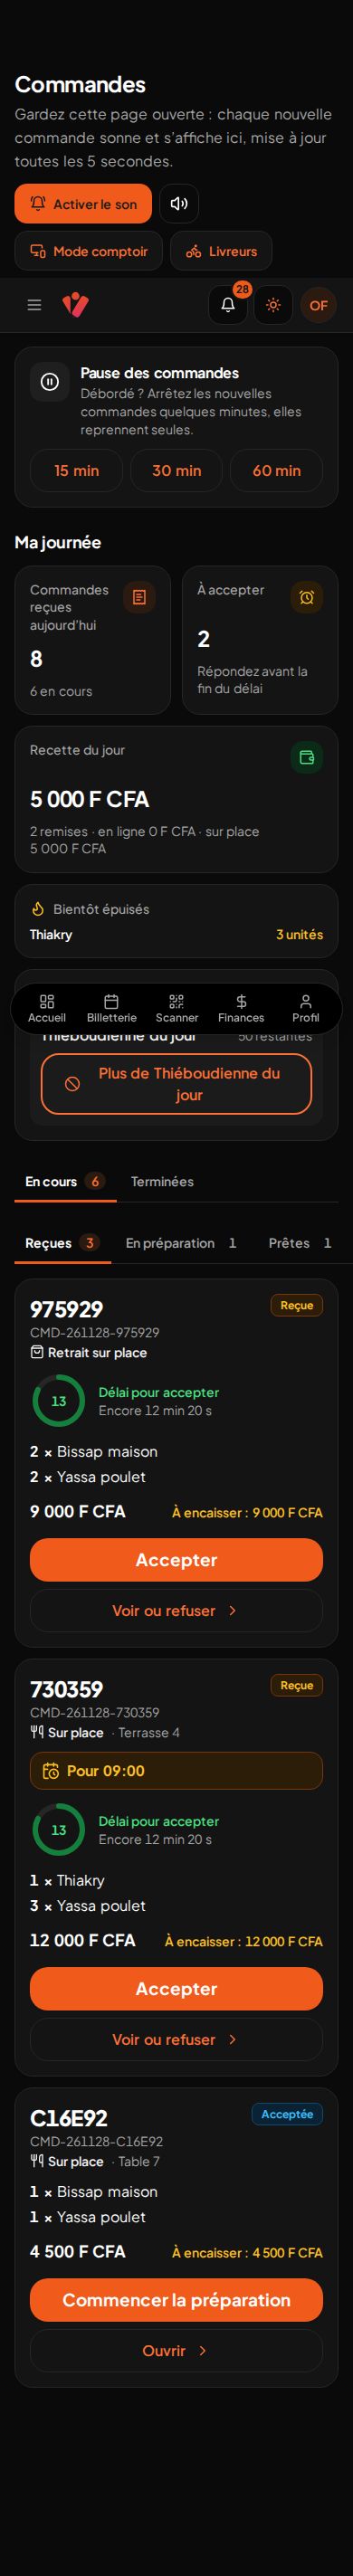 Commandes
Gardez cette page ouverte : chaque nouvelle
commande sonne et s'affiche ici, mise à jour
toutes les 5 secondes.
Activer le son
Mode comptoir
Livreurs
28
OF
Pause des commandes
Débordé ? Arrêtez les nouvelles
commandes quelques minutes, elles
reprennent seules.
15 min
30 min
60 min
Ma journée
Commandes
reçues
aujourd'hui
8
6 en cours
À accepter
2
Répondez avant la
fin du délai
Recette du jour
5 000 F CFA
2 remises · en ligne 0 F CFA · sur place
5 000 F CFA
Bientôt épuisés
Thiakry
3 unités
Accueil
Billetterie
Scanner
Finances
Profil
Thiéboudienne du jour
50 restantes
Plus de Thiéboudienne du
jour
En cours 6
Terminées
Reçues 3
En préparation 1
Prêtes 1
975929
Reçue
CMD-261128-975929
Retrait sur place
13
Délai pour accepter
Encore 12 min 20 s
2 × Bissap maison
2 × Yassa poulet
9 000 F CFA
À encaisser : 9 000 F CFA
Accepter
Voir ou refuser
730359
Reçue
CMD-261128-730359
Sur place · Terrasse 4
Pour 09:00
13
Délai pour accepter
Encore 12 min 20 s
1 × Thiakry
3 × Yassa poulet
12 000 F CFA
À encaisser : 12 000 F CFA
Accepter
Voir ou refuser
C16E92
Acceptée
CMD-261128-C16E92
Sur place · Table 7
1 × Bissap maison
1 × Yassa poulet
4 500 F CFA
À encaisser : 4 500 F CFA
Commencer la préparation
Ouvrir